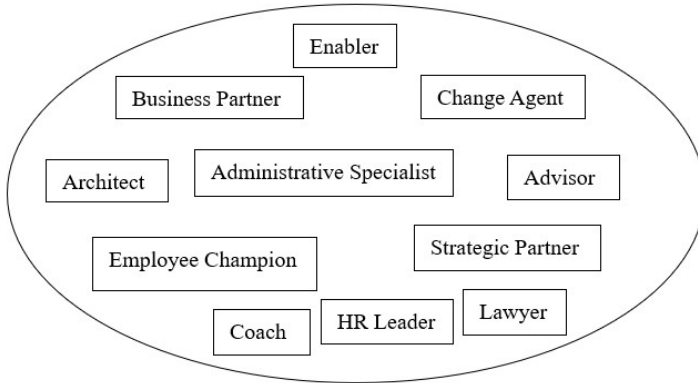 Enabler
Business Partner
Change Agent
Architect
Administrative Specialist
Advisor
Employee Champion
Strategic Partner
Coach
HR Leader
Lawyer